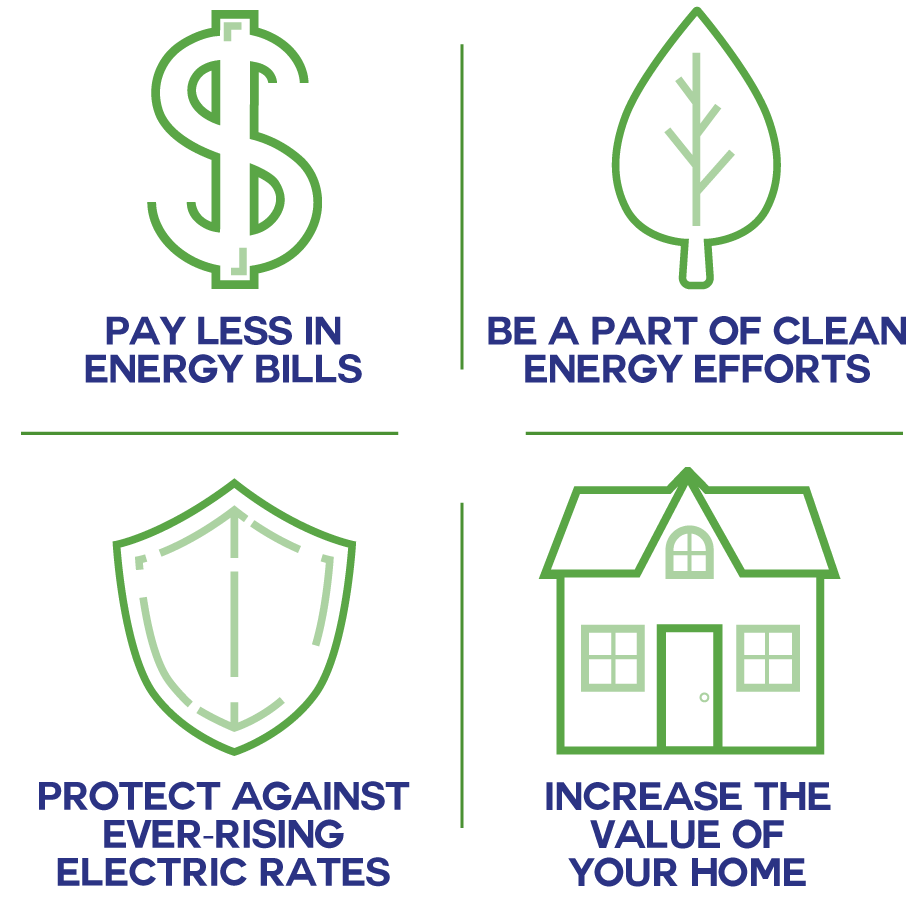 PAY LESS IN
ENERGY BILLS
BE A PART OF CLEAN
ENERGY EFFORTS
PROTECT AGAINST
EVER-RISING
ELECTRIC RATES
INCREASE THE
VALUE OF
YOUR HOME